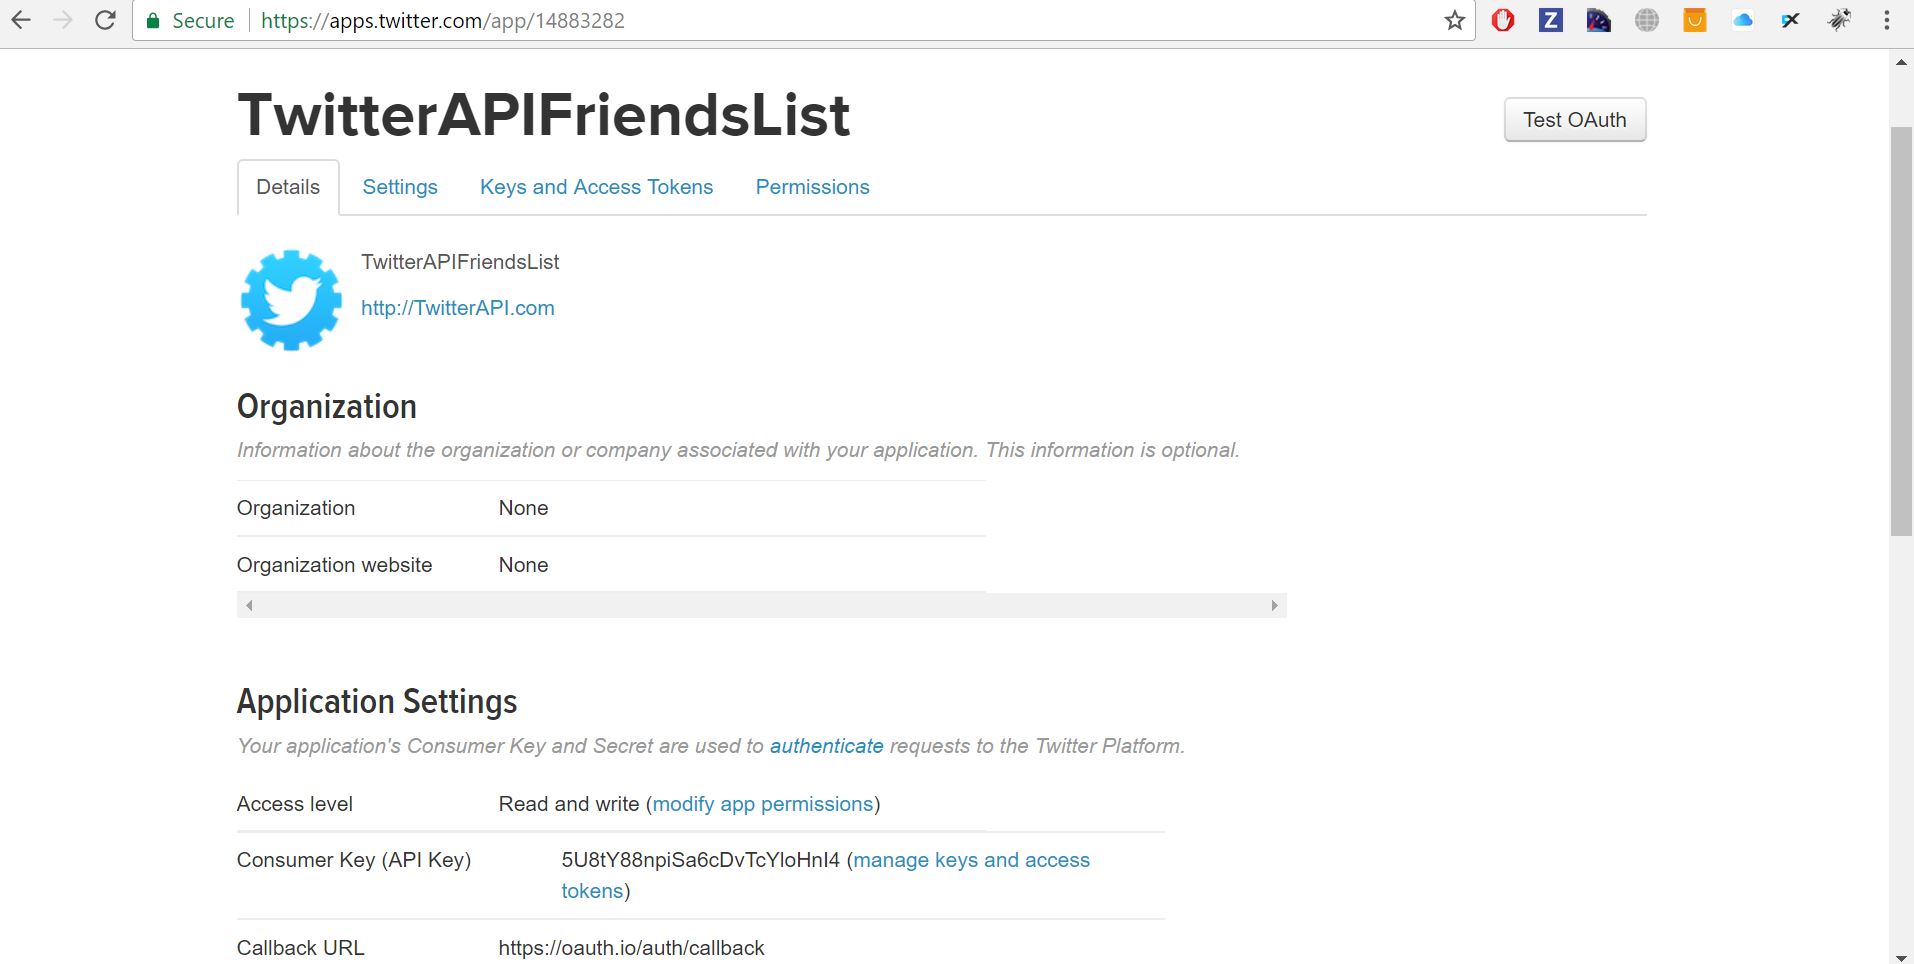 Secure https://apps.twitter.com/app/14883282
Z
TwitterAPIFriendsList
Test OAuth
Details Settings Keys and Access Tokens Permissions
TwitterAPIFriendsList
http://TwitterAPI.com
Organization
Information about the organization or company associated with your application. This information is optional.
Organization None
Organization website None
Application Settings
Your application's Consumer Key and Secret are used to authenticate requests to the Twitter Platform.
Access level Read and write (modify app permissions)
Consumer Key (API Key) 5U8tY88npiSa6cDvTcYloHnI4 (manage keys and access
tokens)
Callback URL https://oauth.io/auth/callback